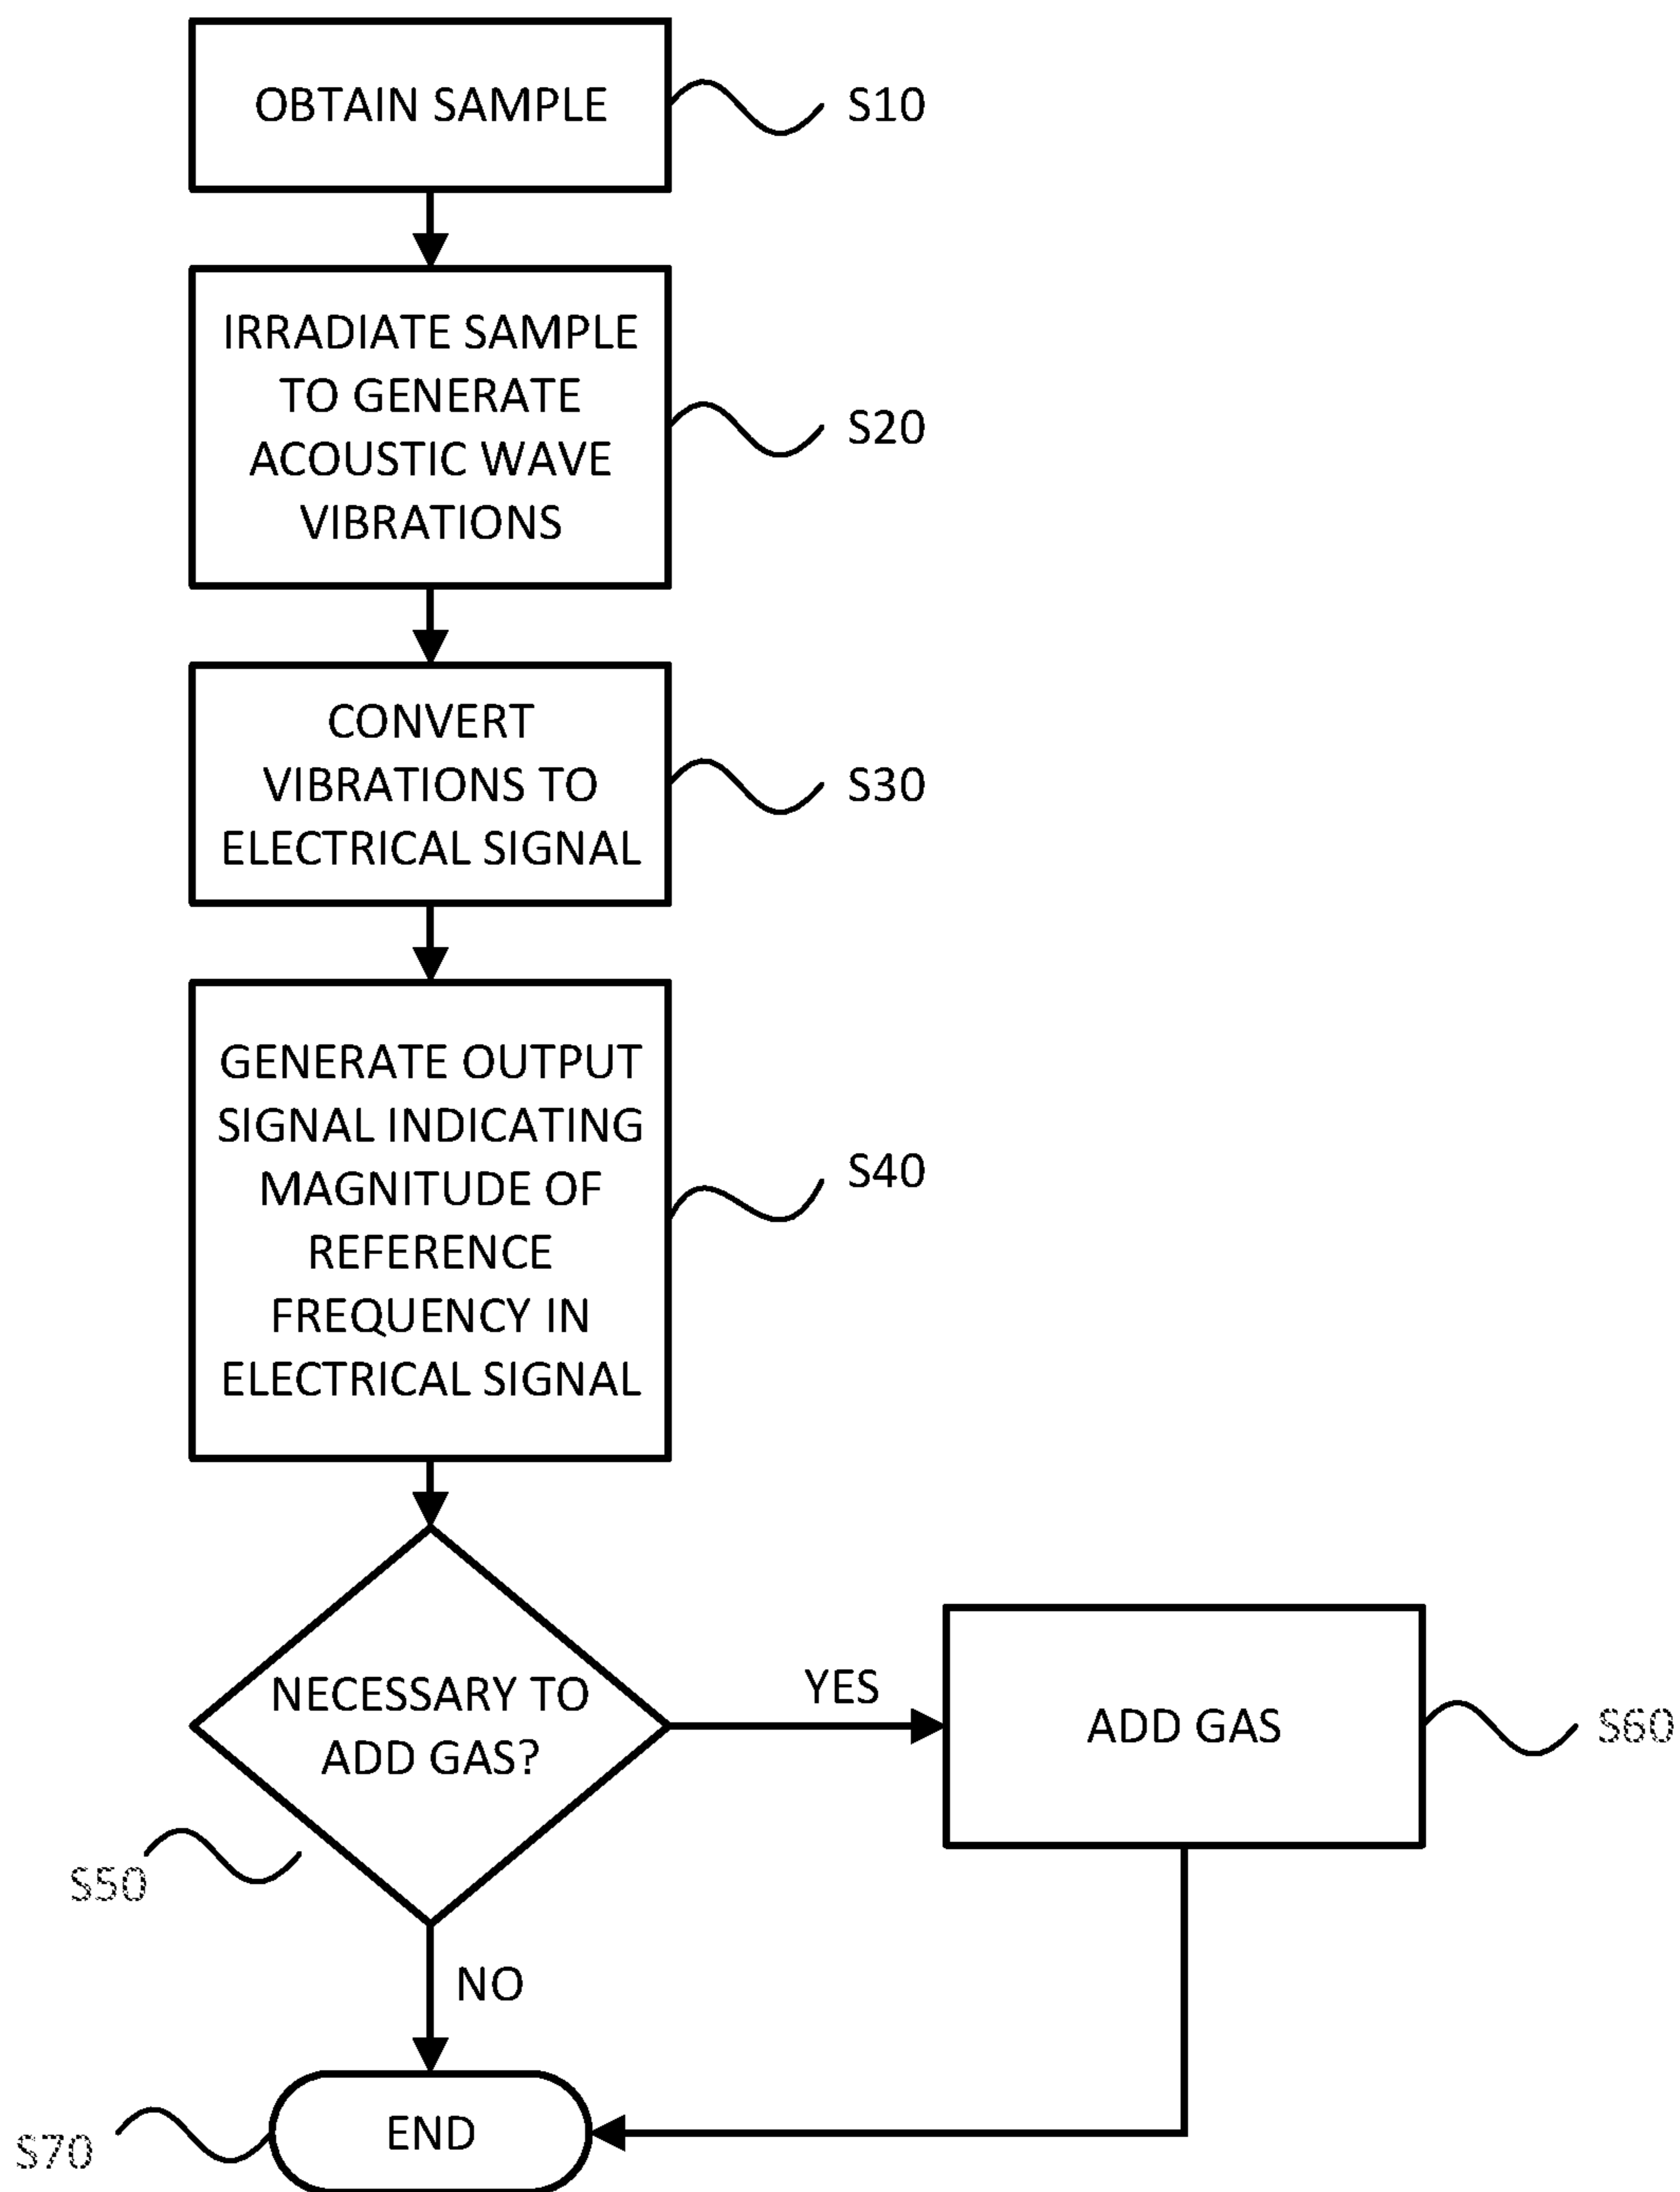 OBTAIN SAMPLE
S10
IRRADIATE SAMPLE
TO GENERATE
ACOUSTIC WAVE
VIBRATIONS
S20
CONVERT
VIBRATIONS TO
ELECTRICAL SIGNAL
S30
GENERATE OUTPUT
SIGNAL INDICATING
MAGNITUDE OF
REFERENCE
FREQUENCY IN
ELECTRICAL SIGNAL
S40
NECESSARY TO
ADD GAS?
S50
YES
ADD GAS
S60
NO
END
S70